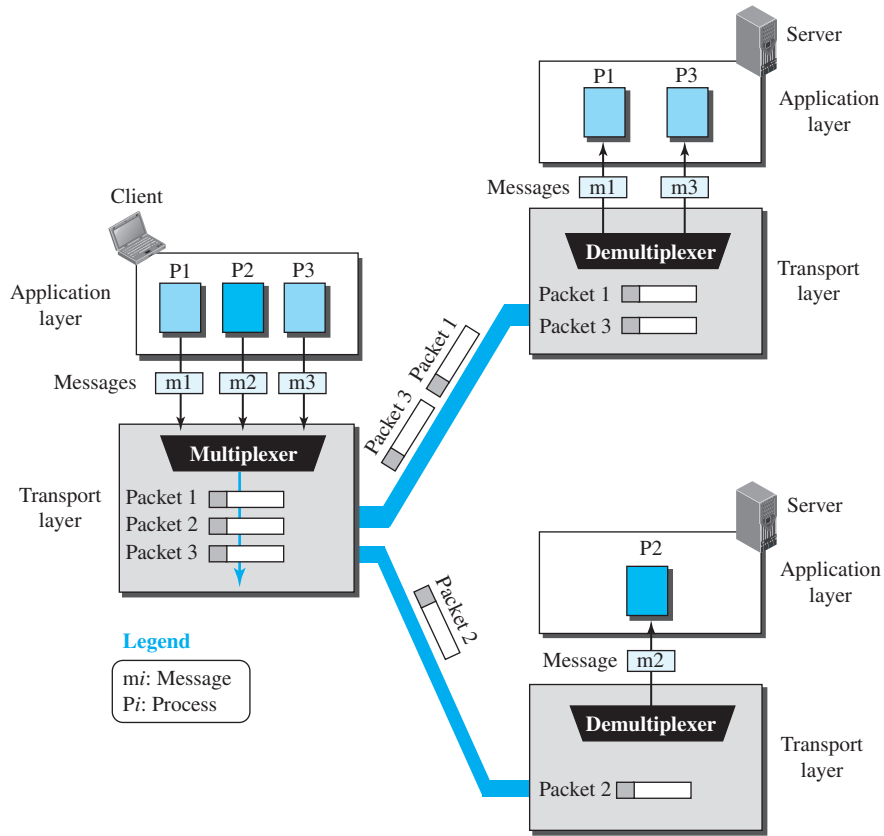 Server
P1 P3
Application
layer
Messages m1 m3
Demultiplexer
Packet 1
Packet 3
Transport
layer
Client
P1 P2 P3
Application
layer
Messages m1 m2 m3
Multiplexer
Packet 1
Packet 2
Packet 3
Transport
layer
Packet 1
Packet 3
Packet 2
Server
P2
Application
layer
Message m2
Demultiplexer
Packet 2
Transport
layer
Legend
mi: Message
Pi: Process